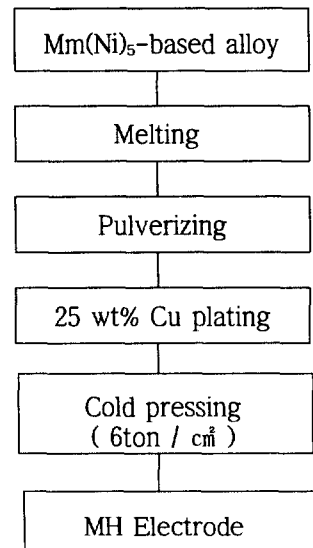 Mm(Ni)₅-based alloy
Melting
Pulverizing
25 wt% Cu plating
Cold pressing
( 6ton / ㎠ )
MH Electrode